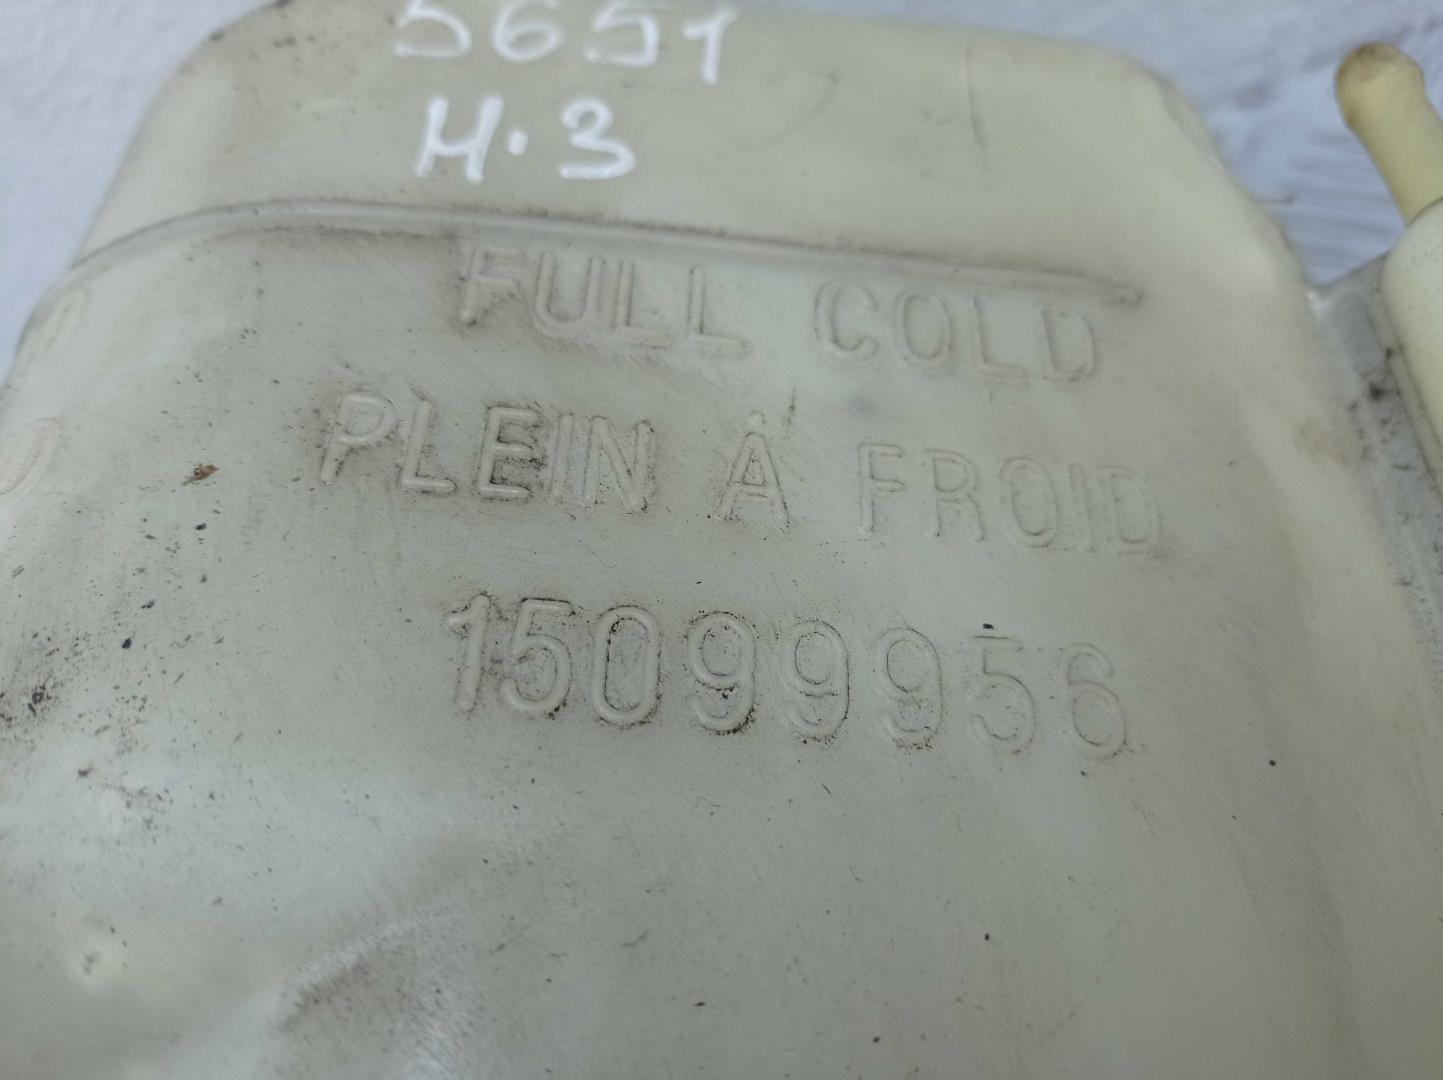 5651
H.3
FULL COLD
PLEIN À FROID
15099956